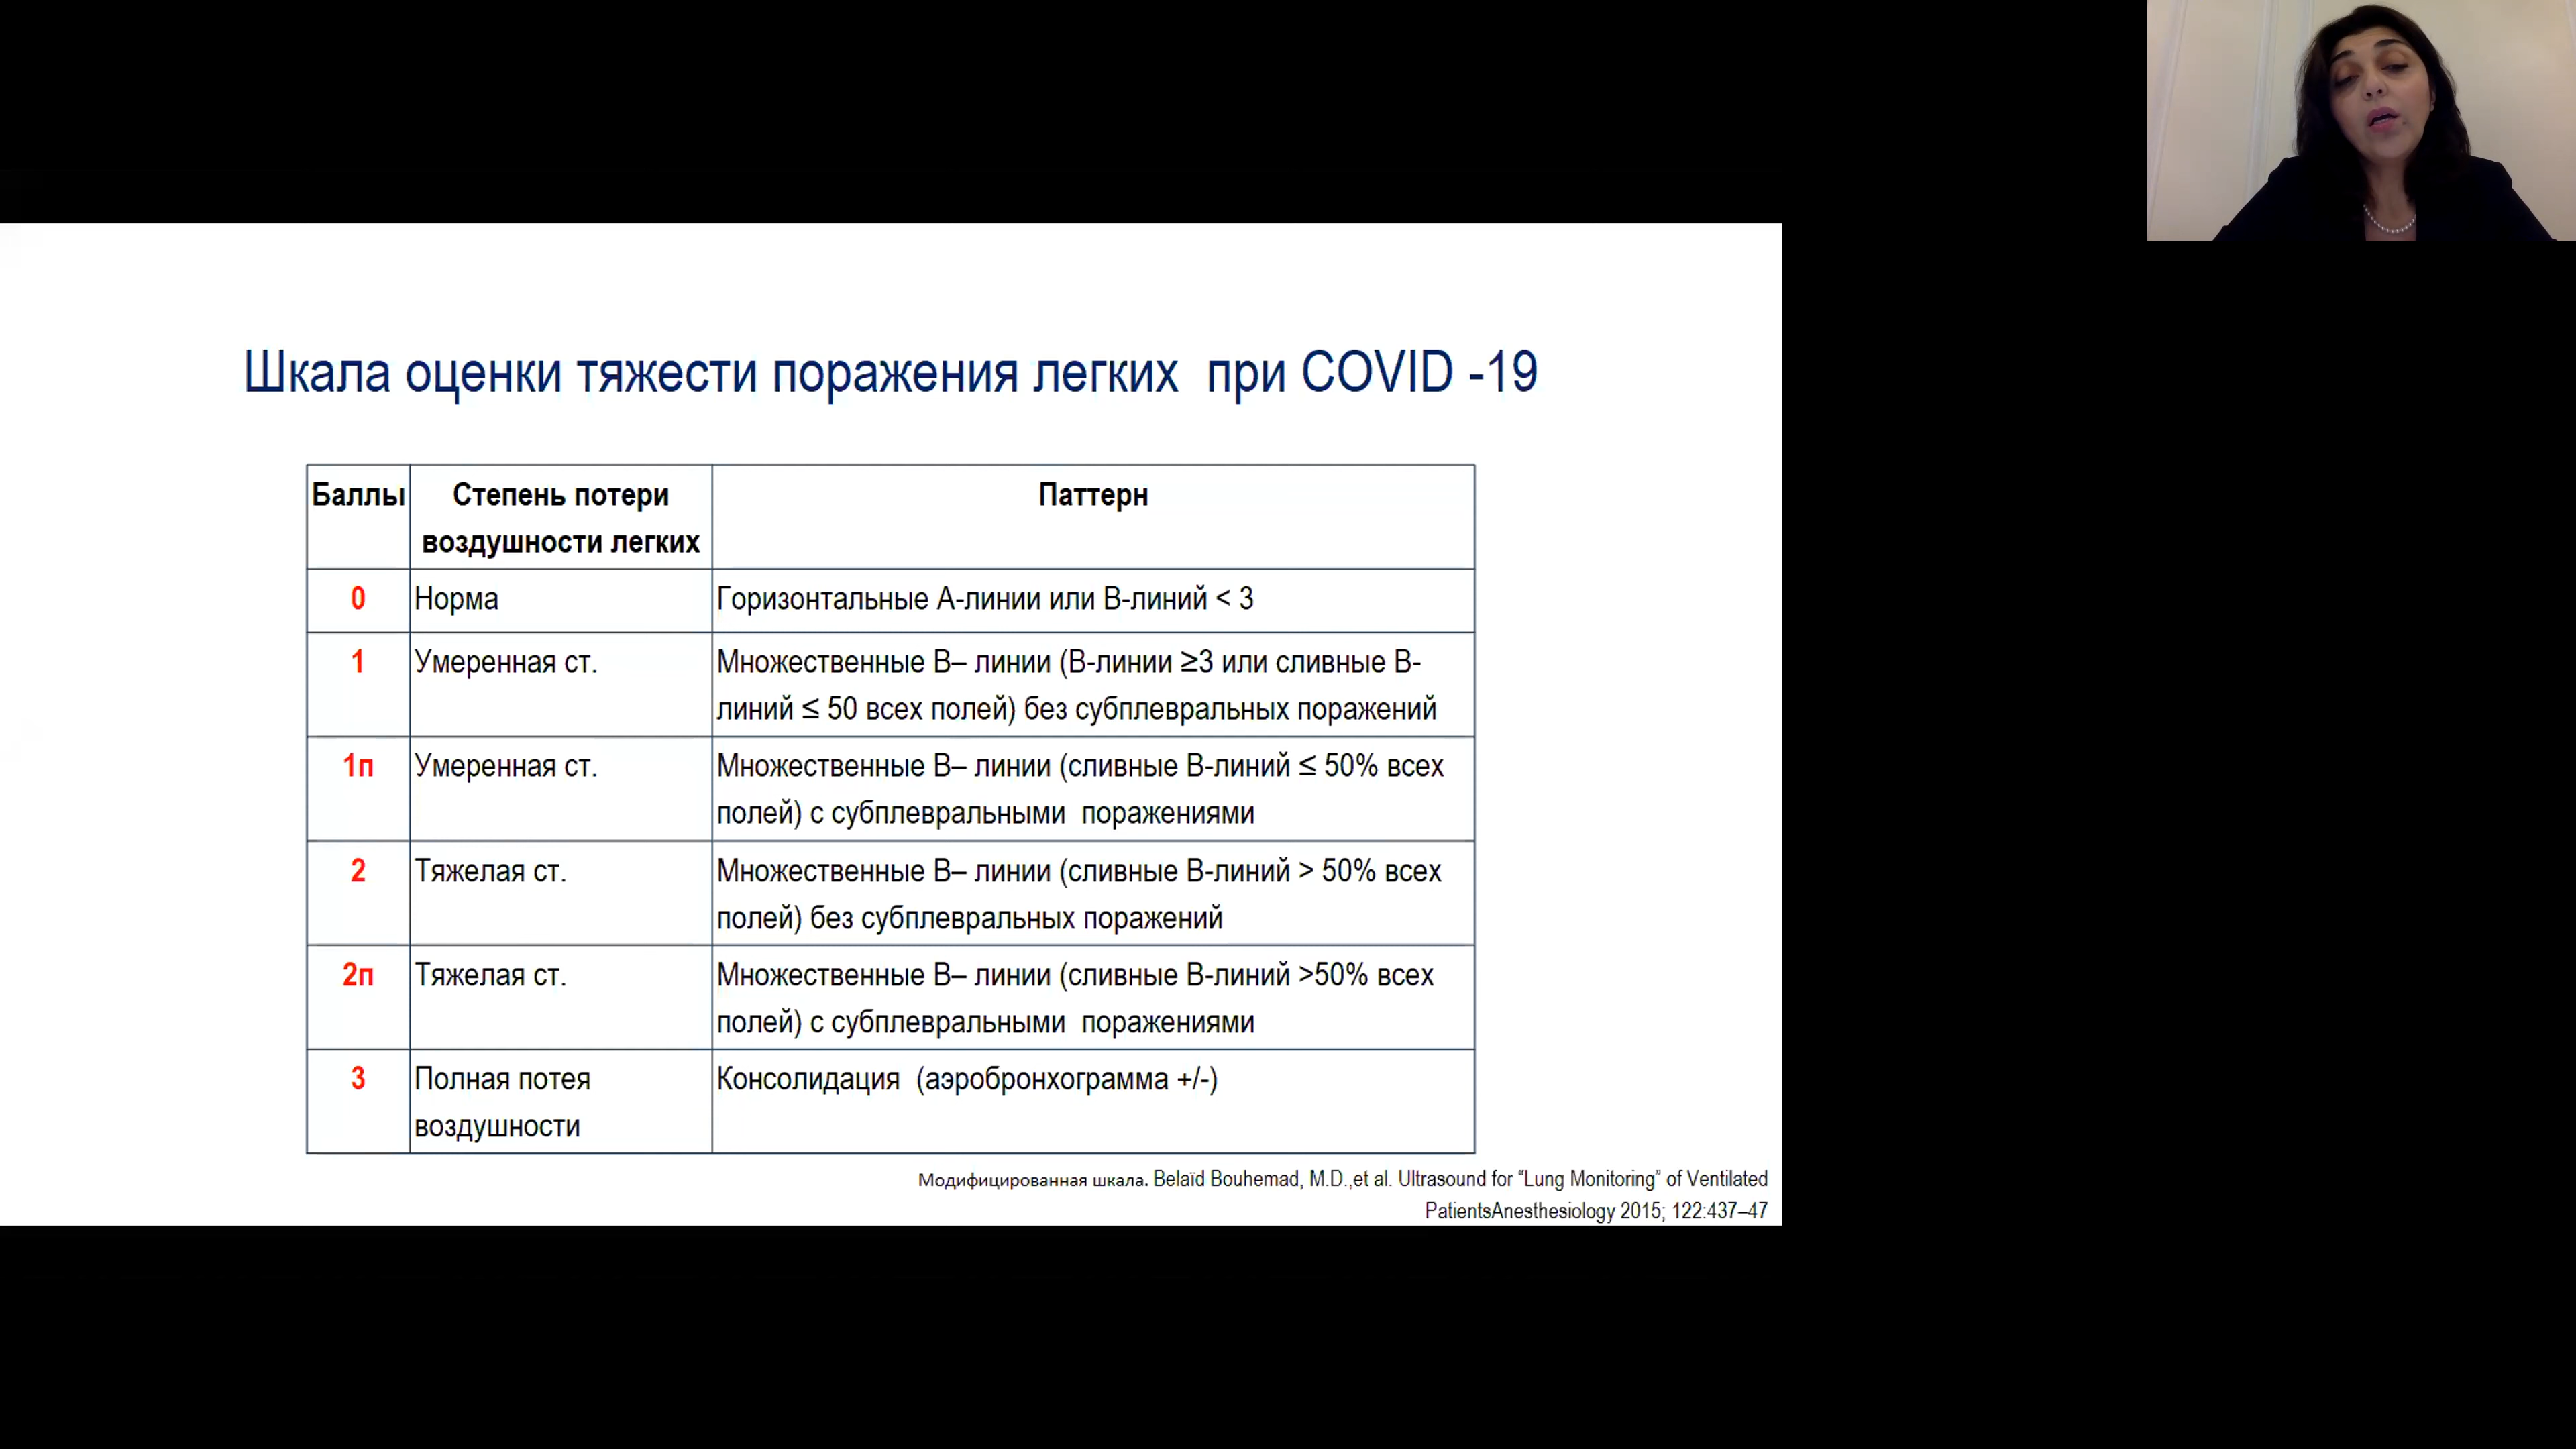 Шкала оценки тяжести поражения легких при COVID -19
Баллы
Степень потери
воздушности легких
Паттерн
0
Норма
Горизонтальные А-линии или В-линий < 3
1
Умеренная ст.
Множественные В– линии (В-линии ≥3 или сливные В-
линий ≤ 50 всех полей) без субплевральных поражений
1п
Умеренная ст.
Множественные В– линии (сливные В-линий ≤ 50% всех
полей) с субплевральными поражениями
2
Тяжелая ст.
Множественные В– линии (сливные В-линий > 50% всех
полей) без субплевральных поражений
2п
Тяжелая ст.
Множественные В– линии (сливные В-линий >50% всех
полей) с субплевральными поражениями
3
Полная потея
воздушности
Консолидация (аэробронхограмма +/-)
Модифицированная шкала. Belaïd Bouhemad, M.D.,et al. Ultrasound for “Lung Monitoring” of Ventilated
PatientsAnesthesiology 2015; 122:437–47